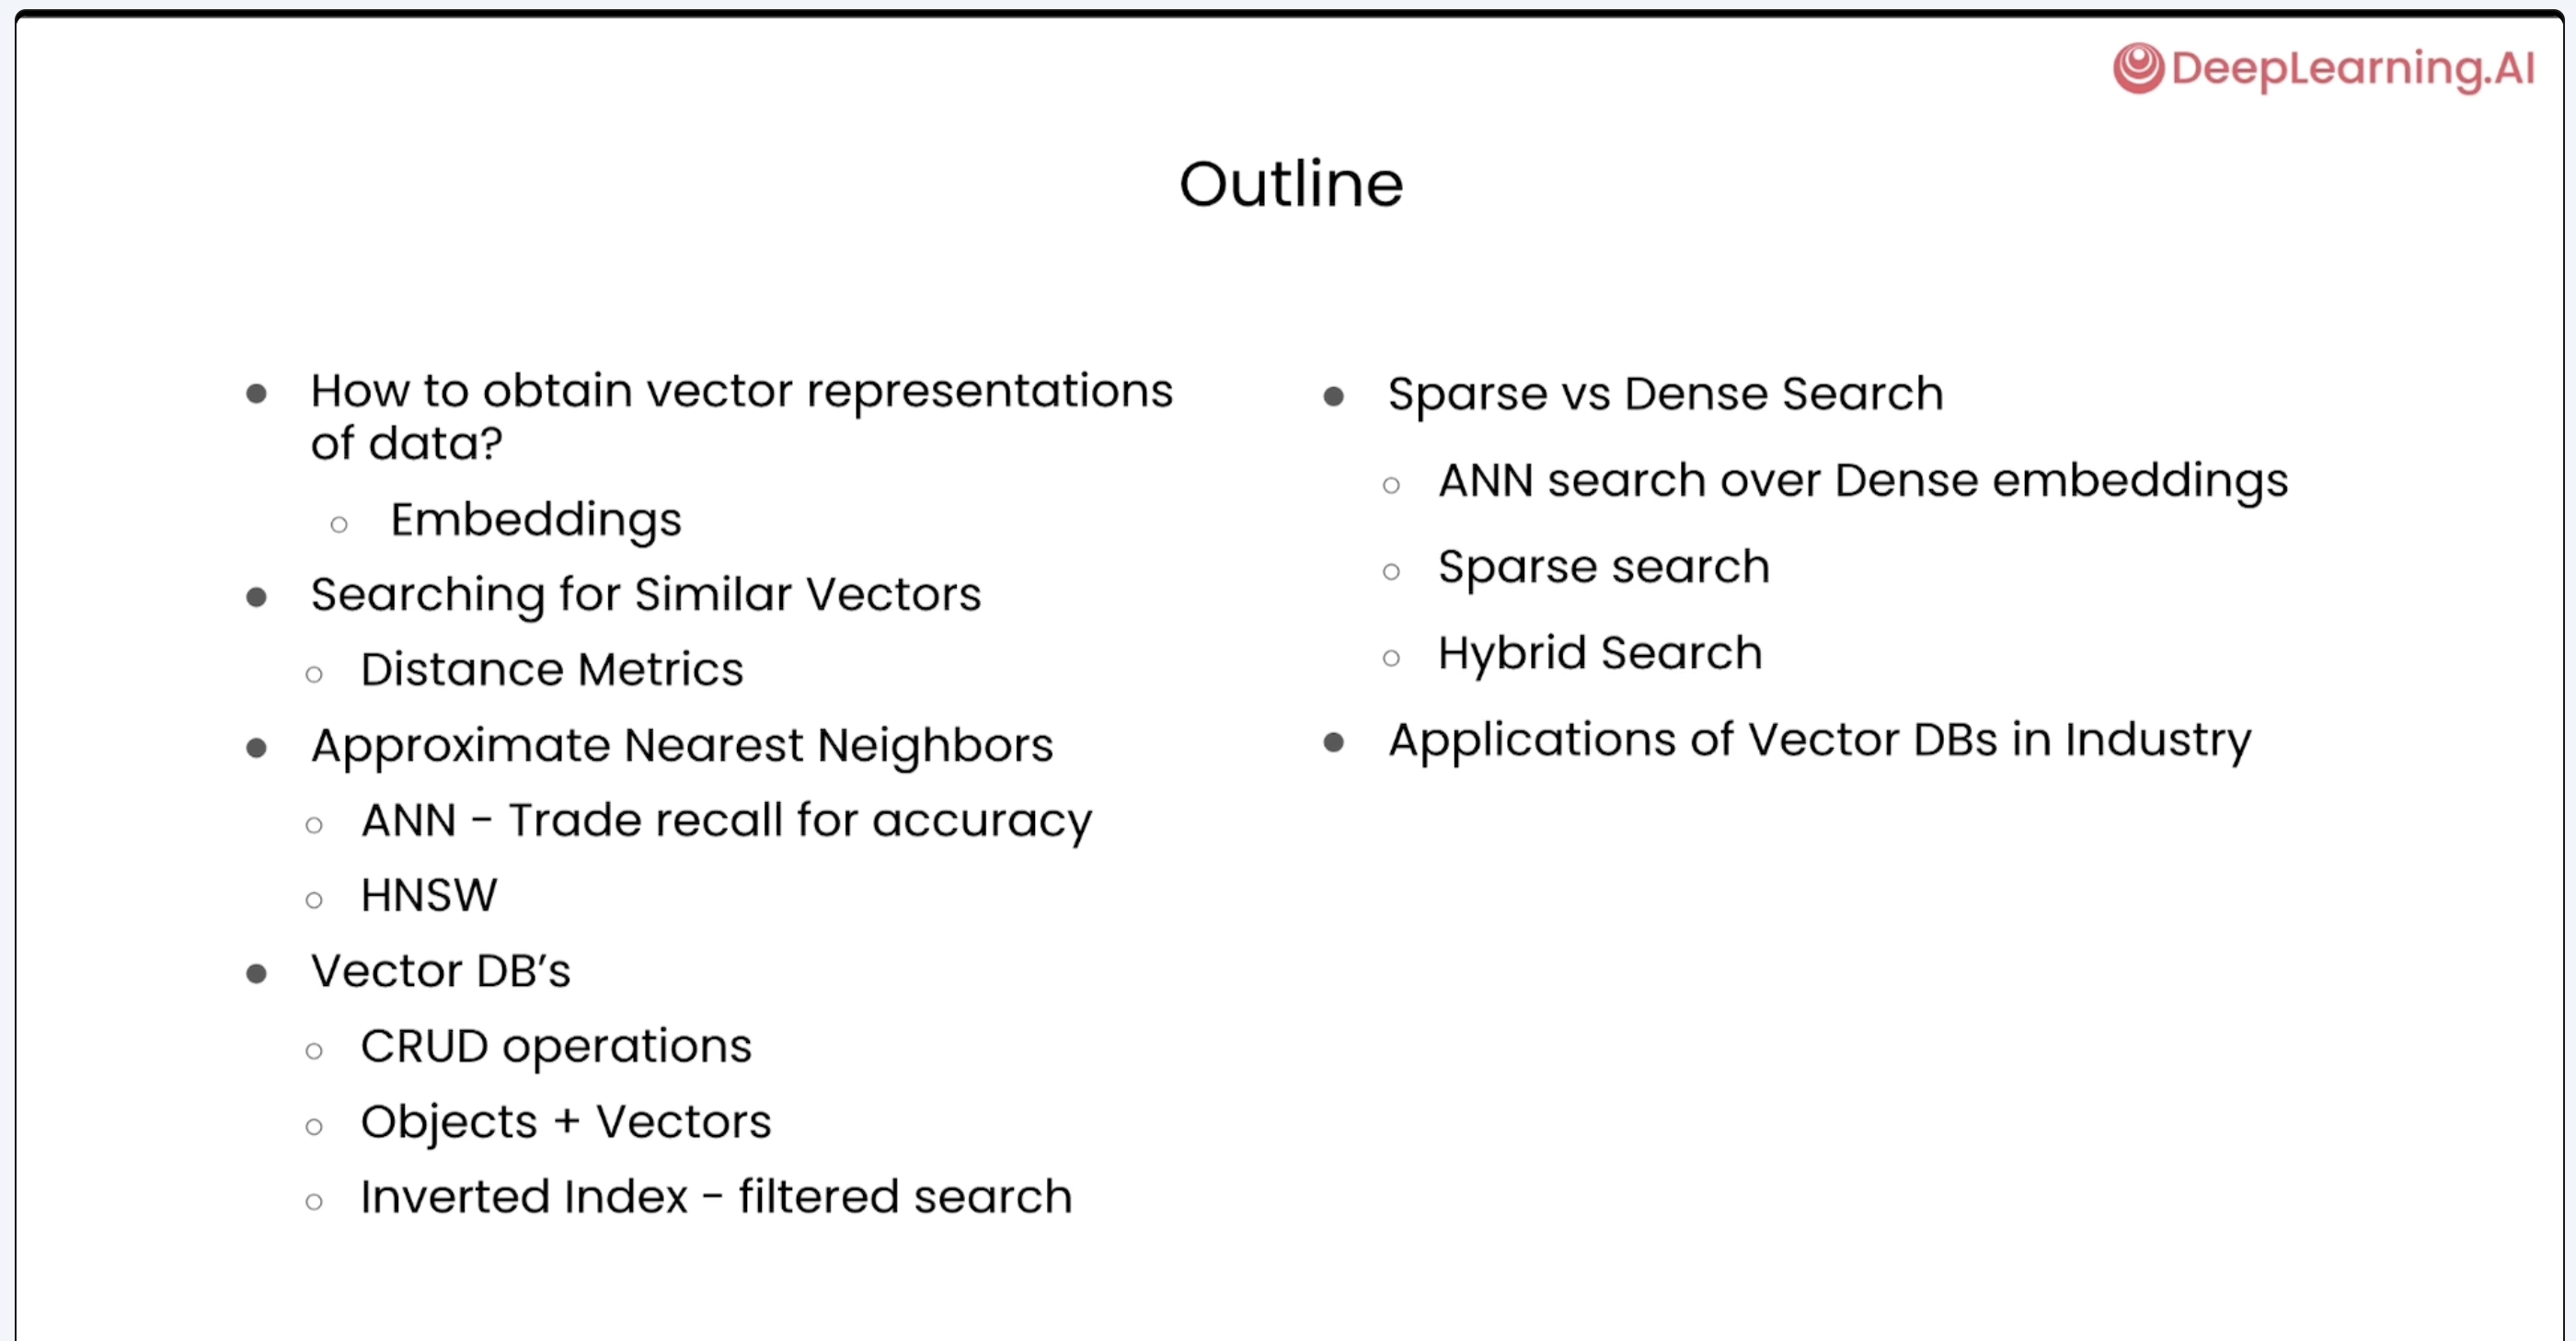 DeepLearning.AI
Outline
How to obtain vector representations
of data?
Embeddings
Searching for Similar Vectors
Distance Metrics
Approximate Nearest Neighbors
ANN - Trade recall for accuracy
HNSW
Vector DB’s
CRUD operations
Objects + Vectors
Inverted Index - filtered search
Sparse vs Dense Search
ANN search over Dense embeddings
Sparse search
Hybrid Search
Applications of Vector DBs in Industry